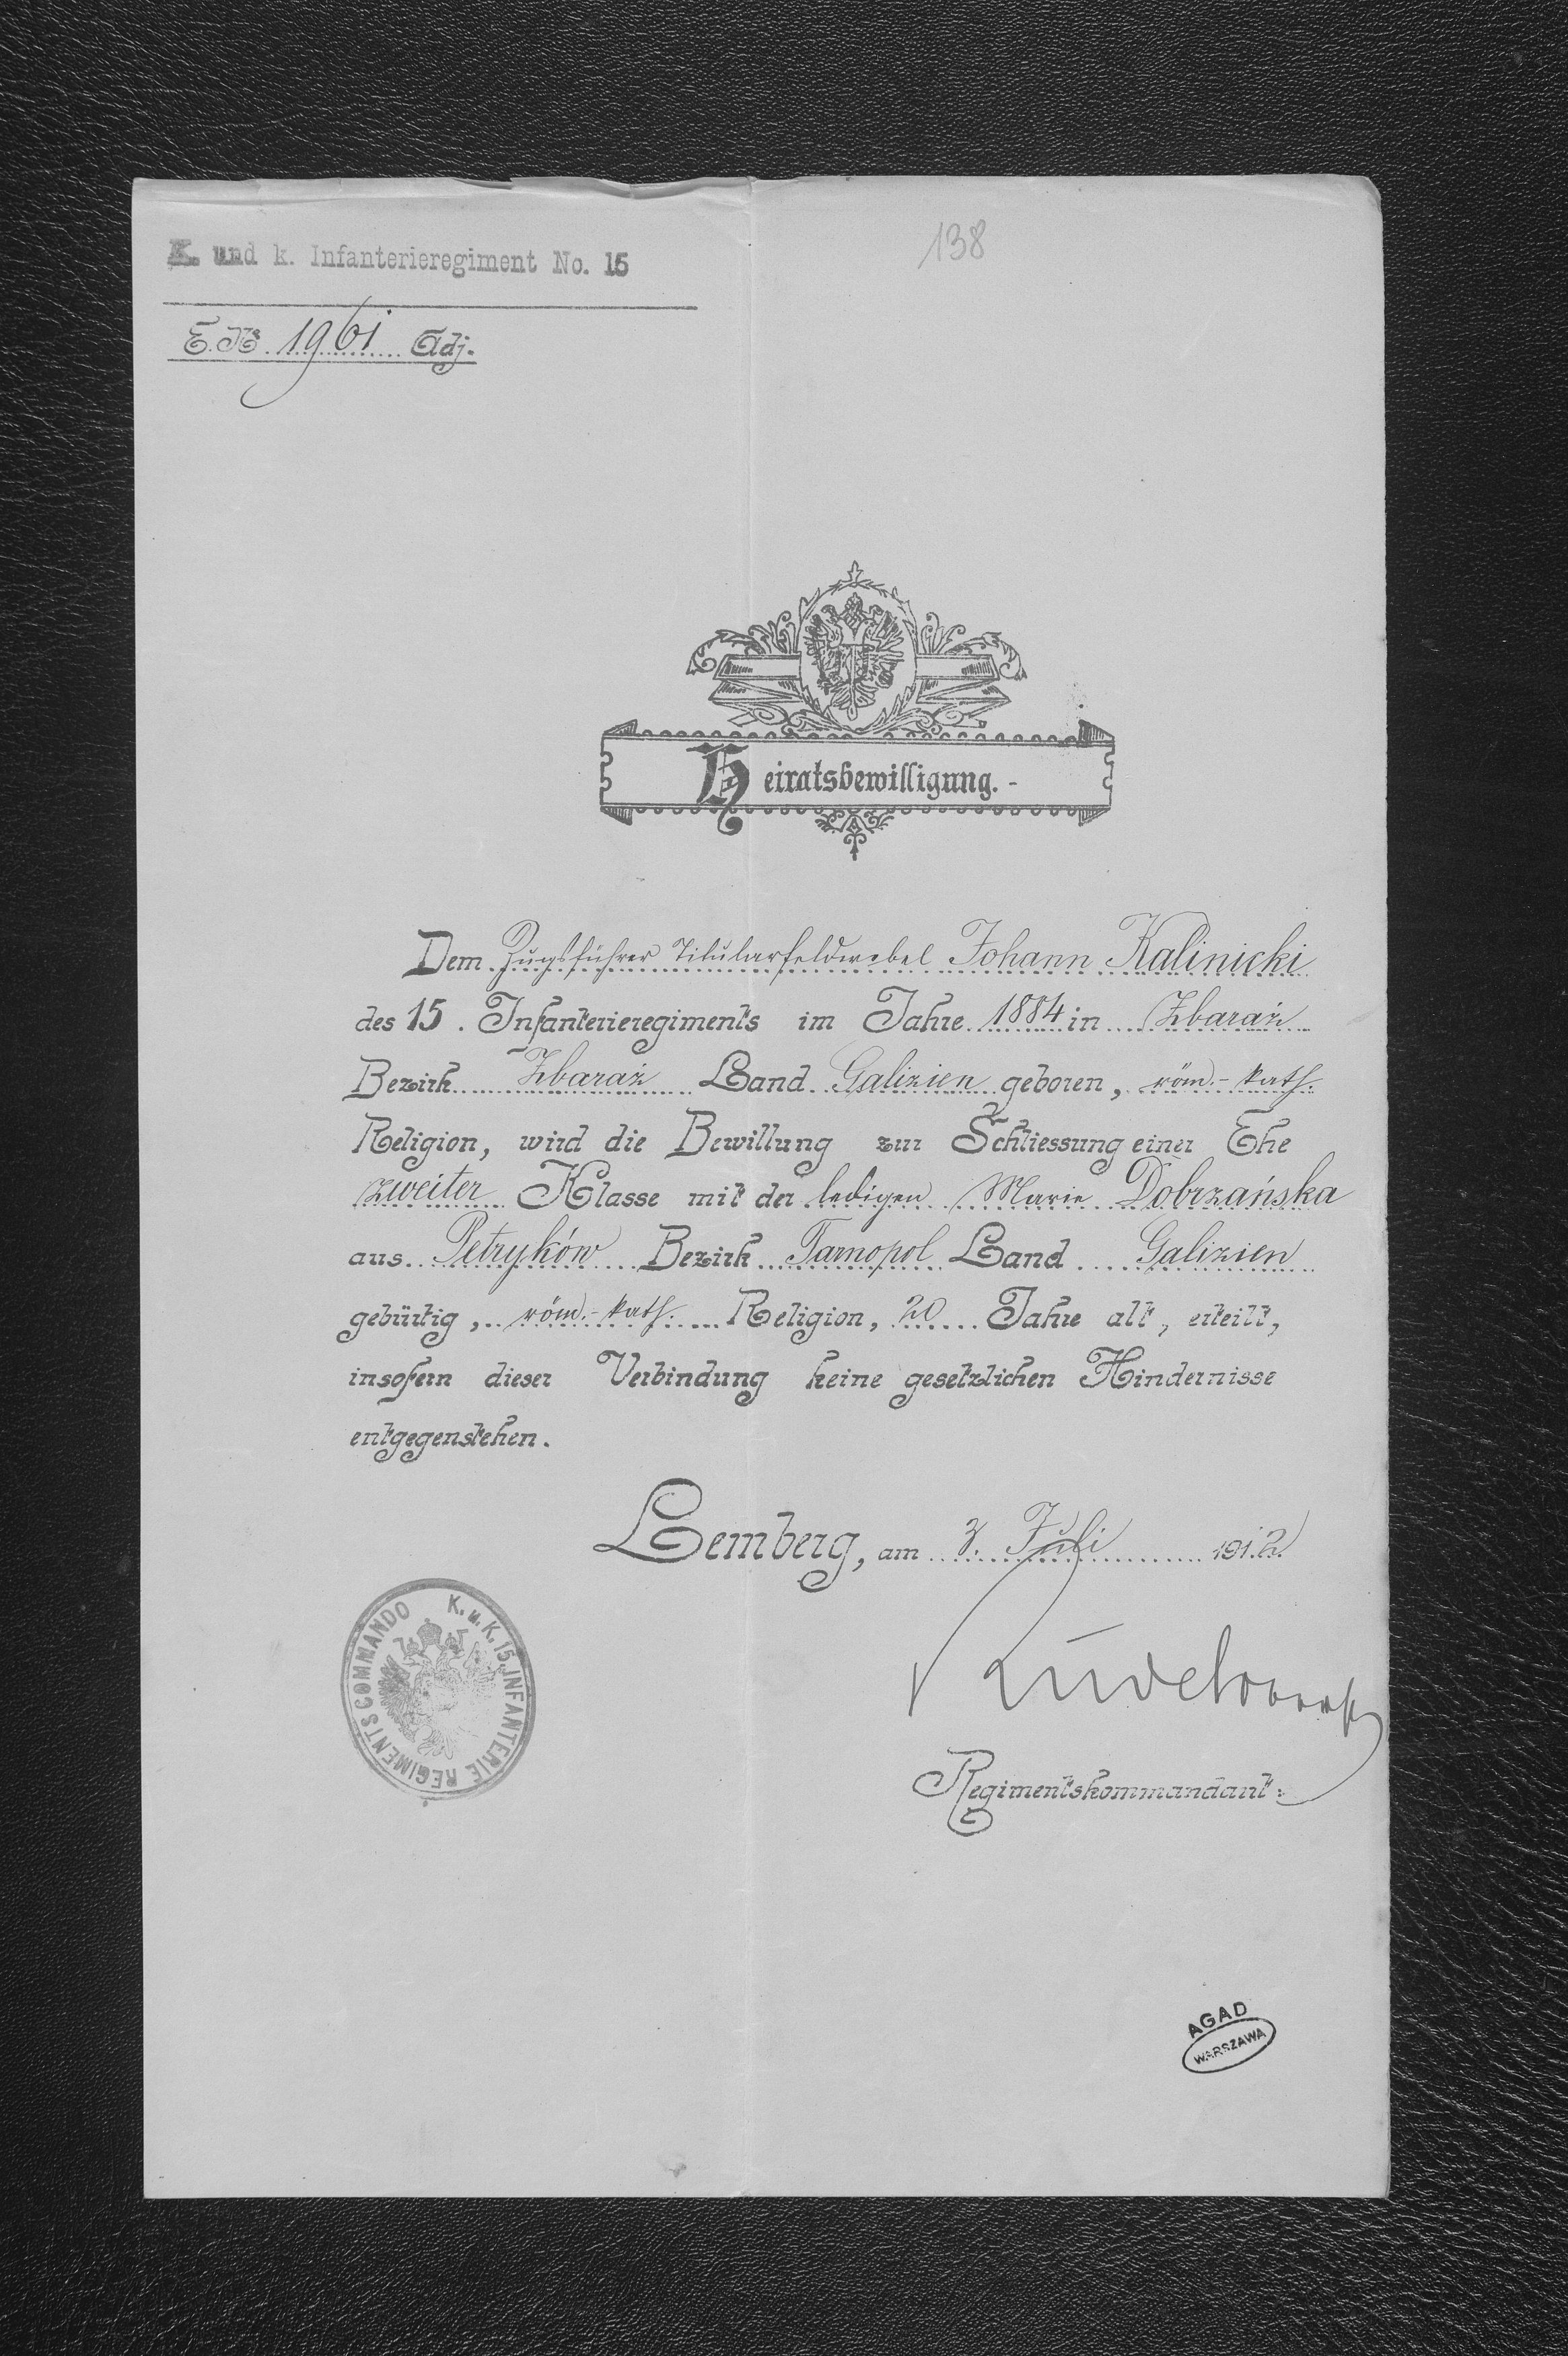 K. und k. Infanterieregiment No. 15
138
E. № 1961 Adj.
Heiratsbewilligung.-
Dem Zugsführer Titularfeldwebel Johann Kalinicki
des 15. Infanterieregiments im Jahre 1884 in Zbaraż
Bezirk Zbaraż Land Galizien geboren, röm.-kath.
Religion, wird die Bewillung zur Schliessung einer Ehe
zweiter Klasse mit der ledigen Marie Dobrzańska
aus Petryków Bezirk Tarnopol Land Galizien
gebürtig, röm.-kath. Religion, 20 Jahre alt, erteilt,
insofern dieser Verbindung keine gesetzlichen Hindernisse
entgegenstehen.
Lemberg, am 3. Juli 1912.
K. u. K. 15. INFANTERIE REGIMENTS COMMANDO
Regimentskommandant.
AGAD
WARSZAWA